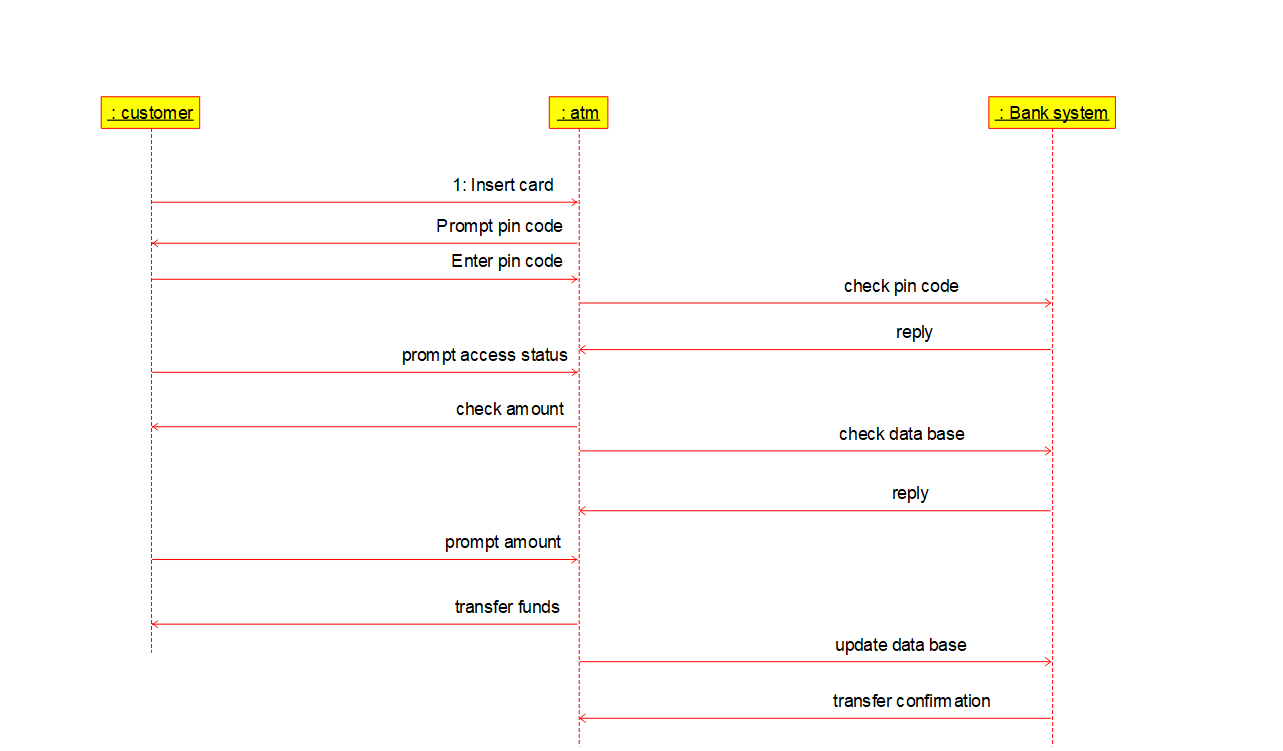 : customer
: atm
: Bank system
1: Insert card
Prompt pin code
Enter pin code
check pin code
reply
prompt access status
check amount
check data base
reply
prompt amount
transfer funds
update data base
transfer confirmation